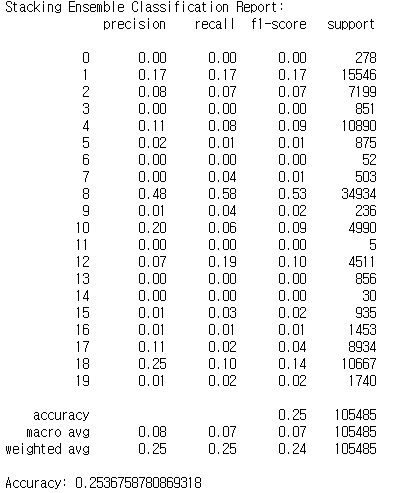 Stacking Ensemble Classification Report:
precision recall f1-score support
0 0.00 0.00 0.00 278
1 0.17 0.17 0.17 15546
2 0.08 0.07 0.07 7199
3 0.00 0.00 0.00 851
4 0.11 0.08 0.09 10890
5 0.02 0.01 0.01 875
6 0.00 0.00 0.00 52
7 0.00 0.04 0.01 503
8 0.48 0.58 0.53 34934
9 0.01 0.04 0.02 236
10 0.20 0.06 0.09 4990
11 0.00 0.00 0.00 5
12 0.07 0.19 0.10 4511
13 0.00 0.00 0.00 856
14 0.00 0.00 0.00 30
15 0.01 0.03 0.02 935
16 0.01 0.01 0.01 1453
17 0.11 0.02 0.04 8934
18 0.25 0.10 0.14 10667
19 0.01 0.02 0.02 1740
accuracy 0.25 105485
macro avg 0.08 0.07 0.07 105485
weighted avg 0.25 0.25 0.24 105485
Accuracy: 0.2536758780869318